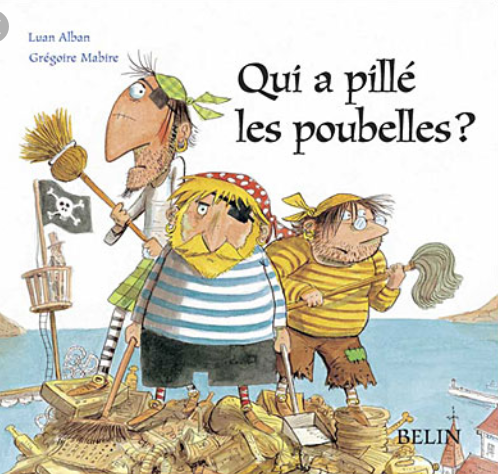 Luan Alban
Grégoire Mabire
Qui a pillé
les poubelles ?
BELIN